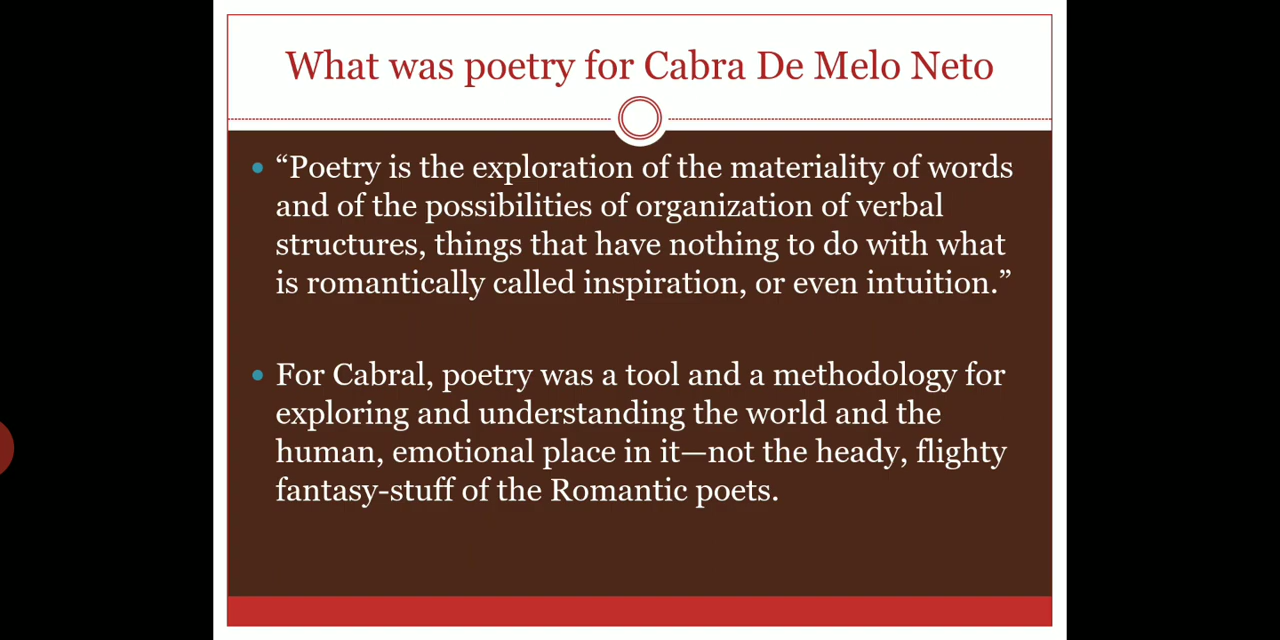 What was poetry for Cabra De Melo Neto
“Poetry is the exploration of the materiality of words
and of the possibilities of organization of verbal
structures, things that have nothing to do with what
is romantically called inspiration, or even intuition.”
For Cabral, poetry was a tool and a methodology for
exploring and understanding the world and the
human, emotional place in it—not the heady, flighty
fantasy-stuff of the Romantic poets.